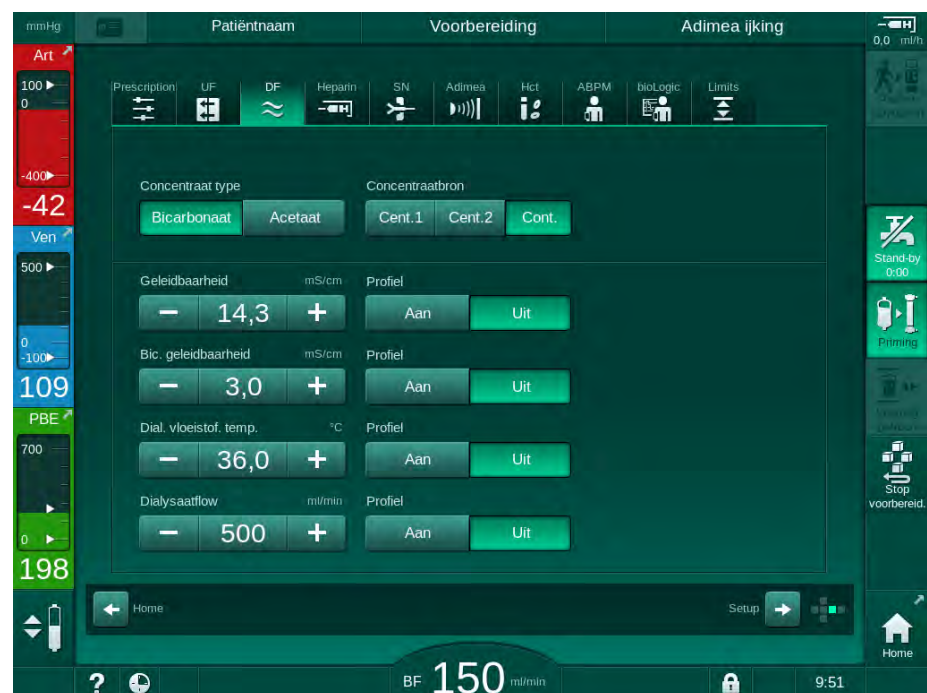 mmHg Patiëntnaam Voorbereiding Adimea ijking
0,0 ml/h
Art
Prescription UF DF Heparin SN Adimea Hct ABPM bioLogic Limits
100
0
-400
-42
Concentraat type Concentraatbron
Bicarbonaat Acetaat Cent.1 Cent.2 Cont.
Ven
500
Stand-by
0:00
Geleidbaarheid mS/cm Profiel
14,3 Aan Uit
0
-100
Priming
Bic. geleidbaarheid mS/cm Profiel
109
3,0 Aan Uit
PBE
Dial. vloeistof. temp. °C Profiel
700
36,0 Aan Uit
Stop
voorbereid.
Dialysaatflow ml/min Profiel
0
500 Aan Uit
198
Home Setup
Home
BF 150 ml/min
? 9:51